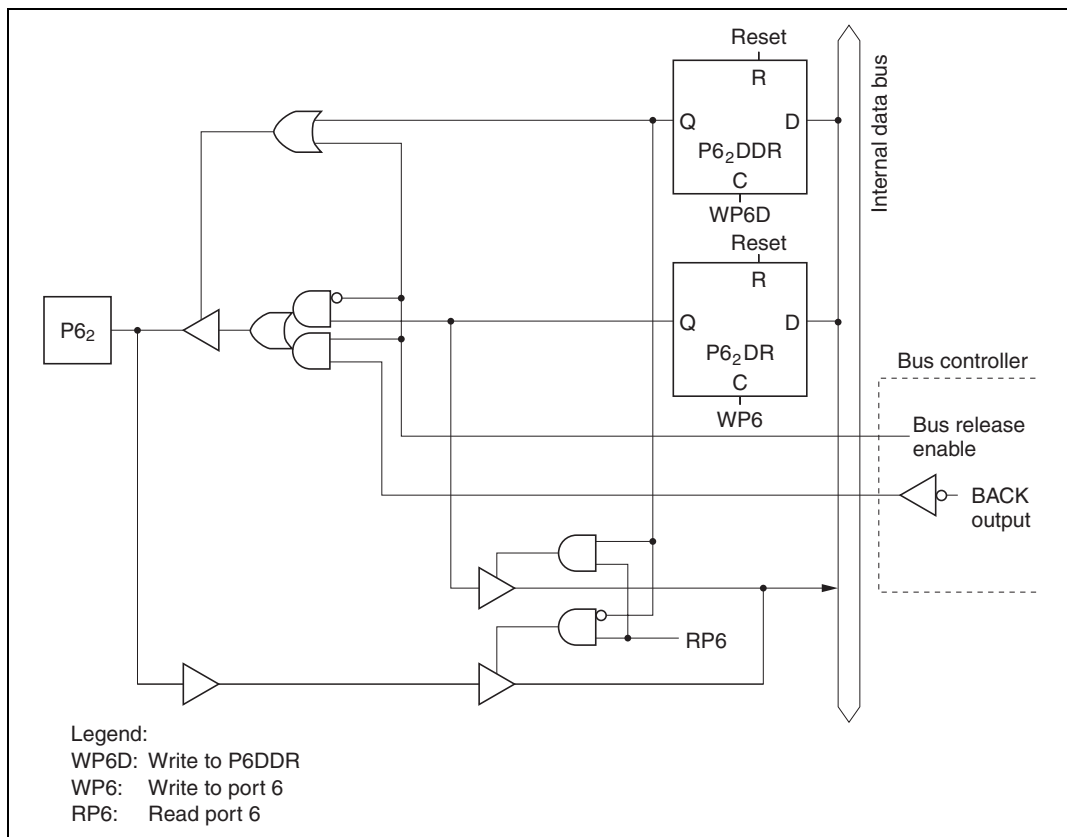 Reset
R
Q
D
P6₂DDR
C
WP6D
Internal data bus
Reset
R
P6₂
Q
D
P6₂DR
C
WP6
Bus controller
Bus release
enable
BACK
output
RP6
Legend:
WP6D: Write to P6DDR
WP6: Write to port 6
RP6: Read port 6